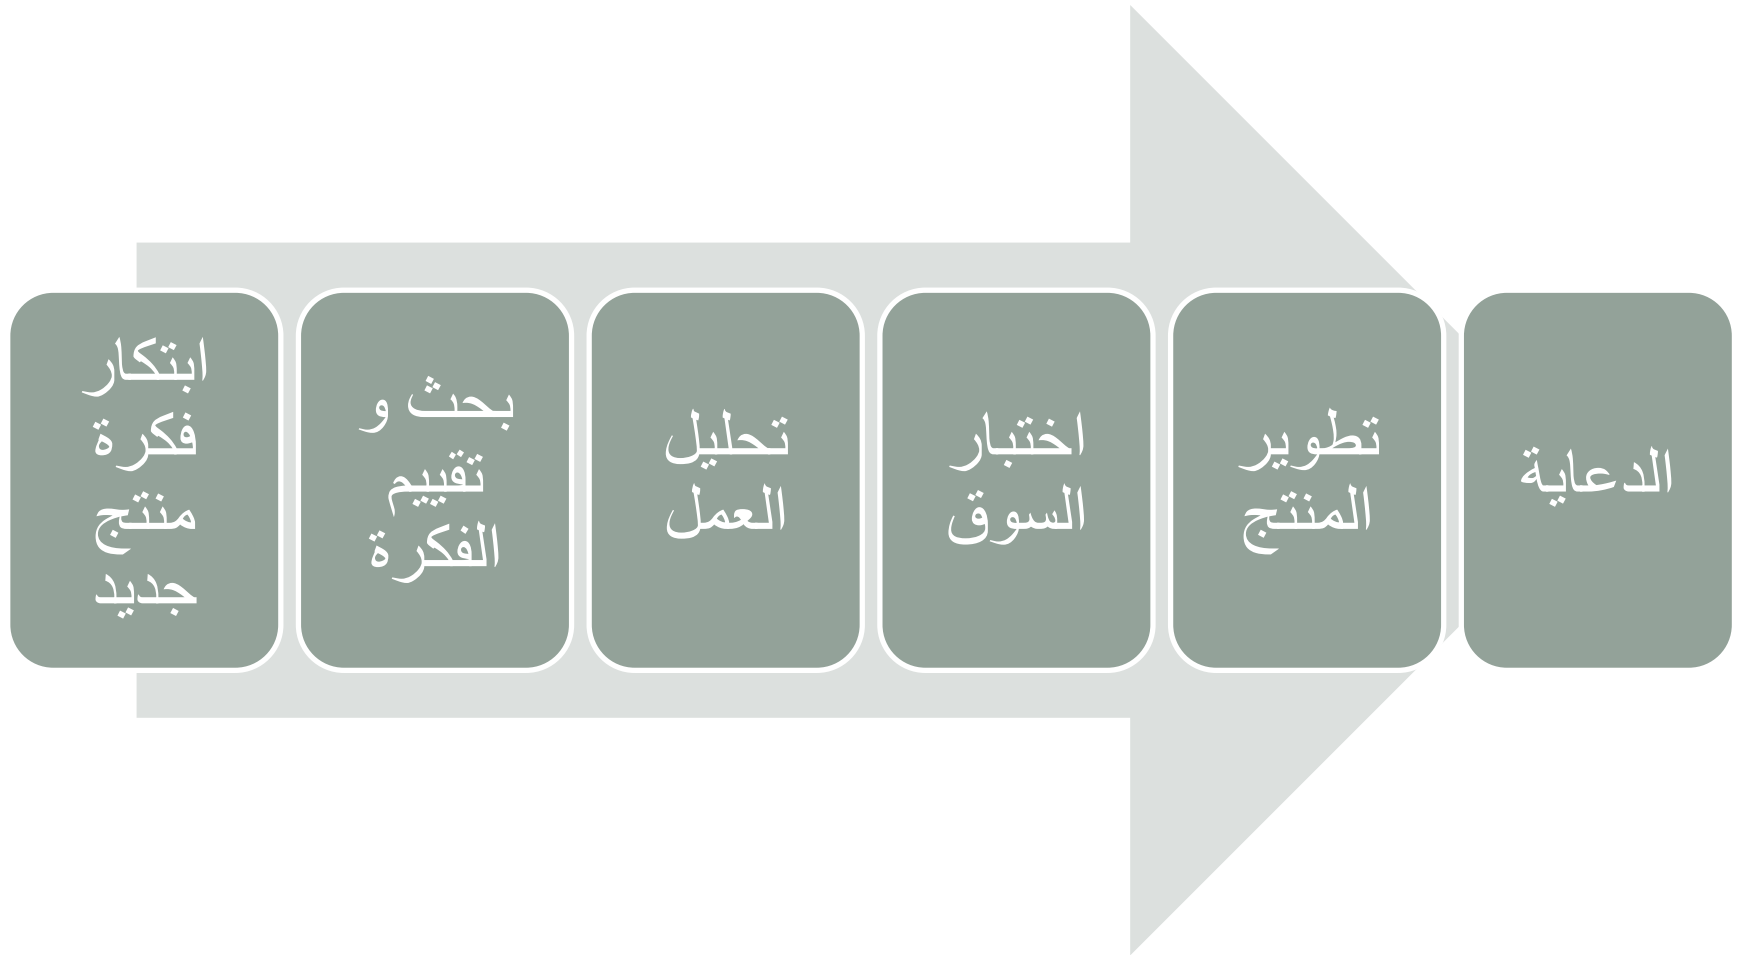 ابتكار
فكرة
منتج
جديد
بحث و
تقييم
الفكرة
تحليل
العمل
اختبار
السوق
تطوير
المنتج
الدعاية